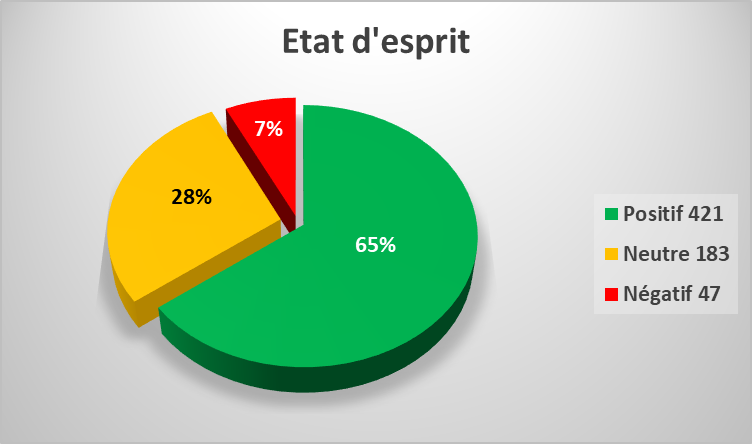 Etat d'esprit
7%
28%
65%
Positif 421
Neutre 183
Négatif 47